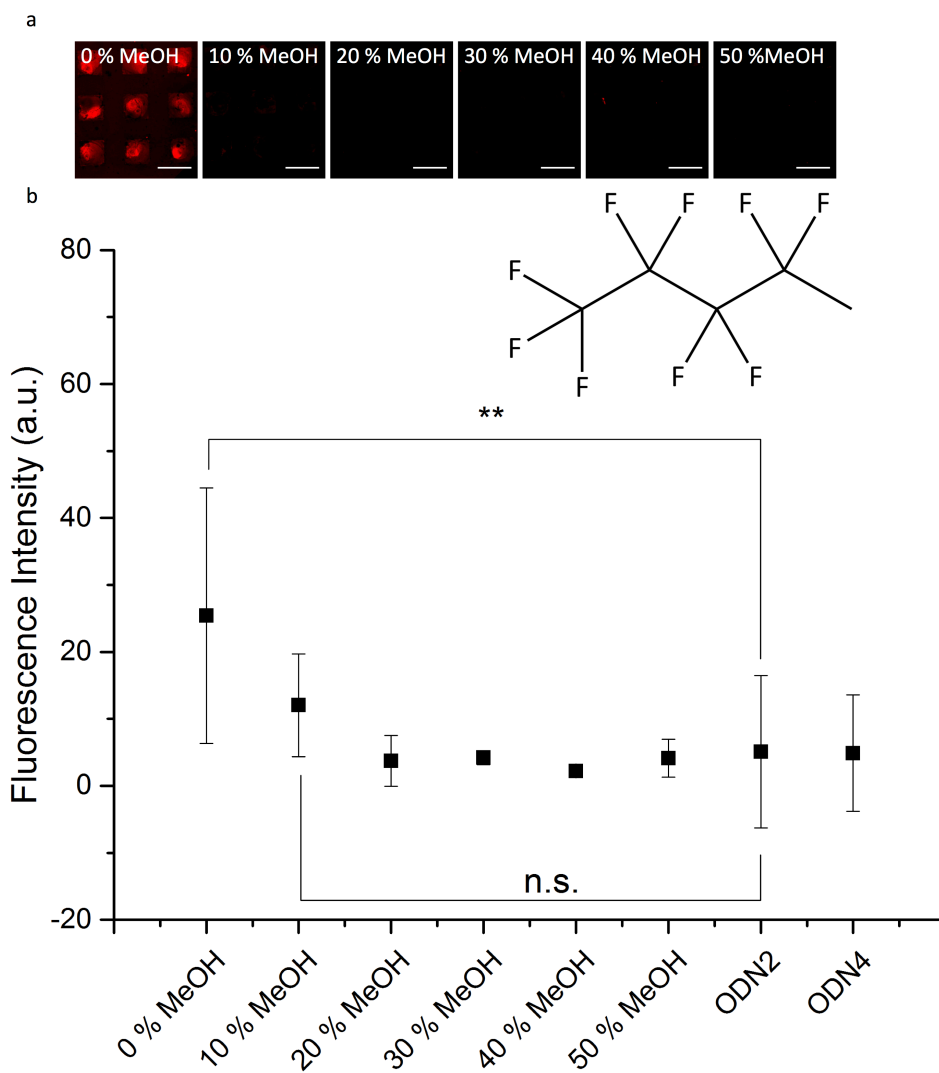 a
0 % MeOH
10 % MeOH
20 % MeOH
30 % MeOH
40 % MeOH
50 %MeOH
b
F F F F
F
F
F F F
80
60
40
20
0
-20
Fluorescence Intensity (a.u.)
**
n.s.
0 % MeOH
10 % MeOH
20 % MeOH
30 % MeOH
40 % MeOH
50 % MeOH
ODN2
ODN4